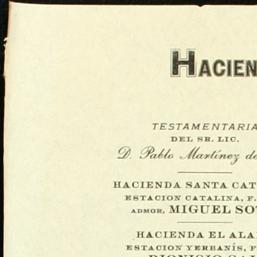 HACIEN
TESTAMENTARIA
DEL SR. LIC.
D. Pablo Martínez de
HACIENDA SANTA CAT
ESTACION CATALINA, F.
ADMOR, MIGUEL SO
HACIENDA EL ALA
ESTACION YERBANÍS, F